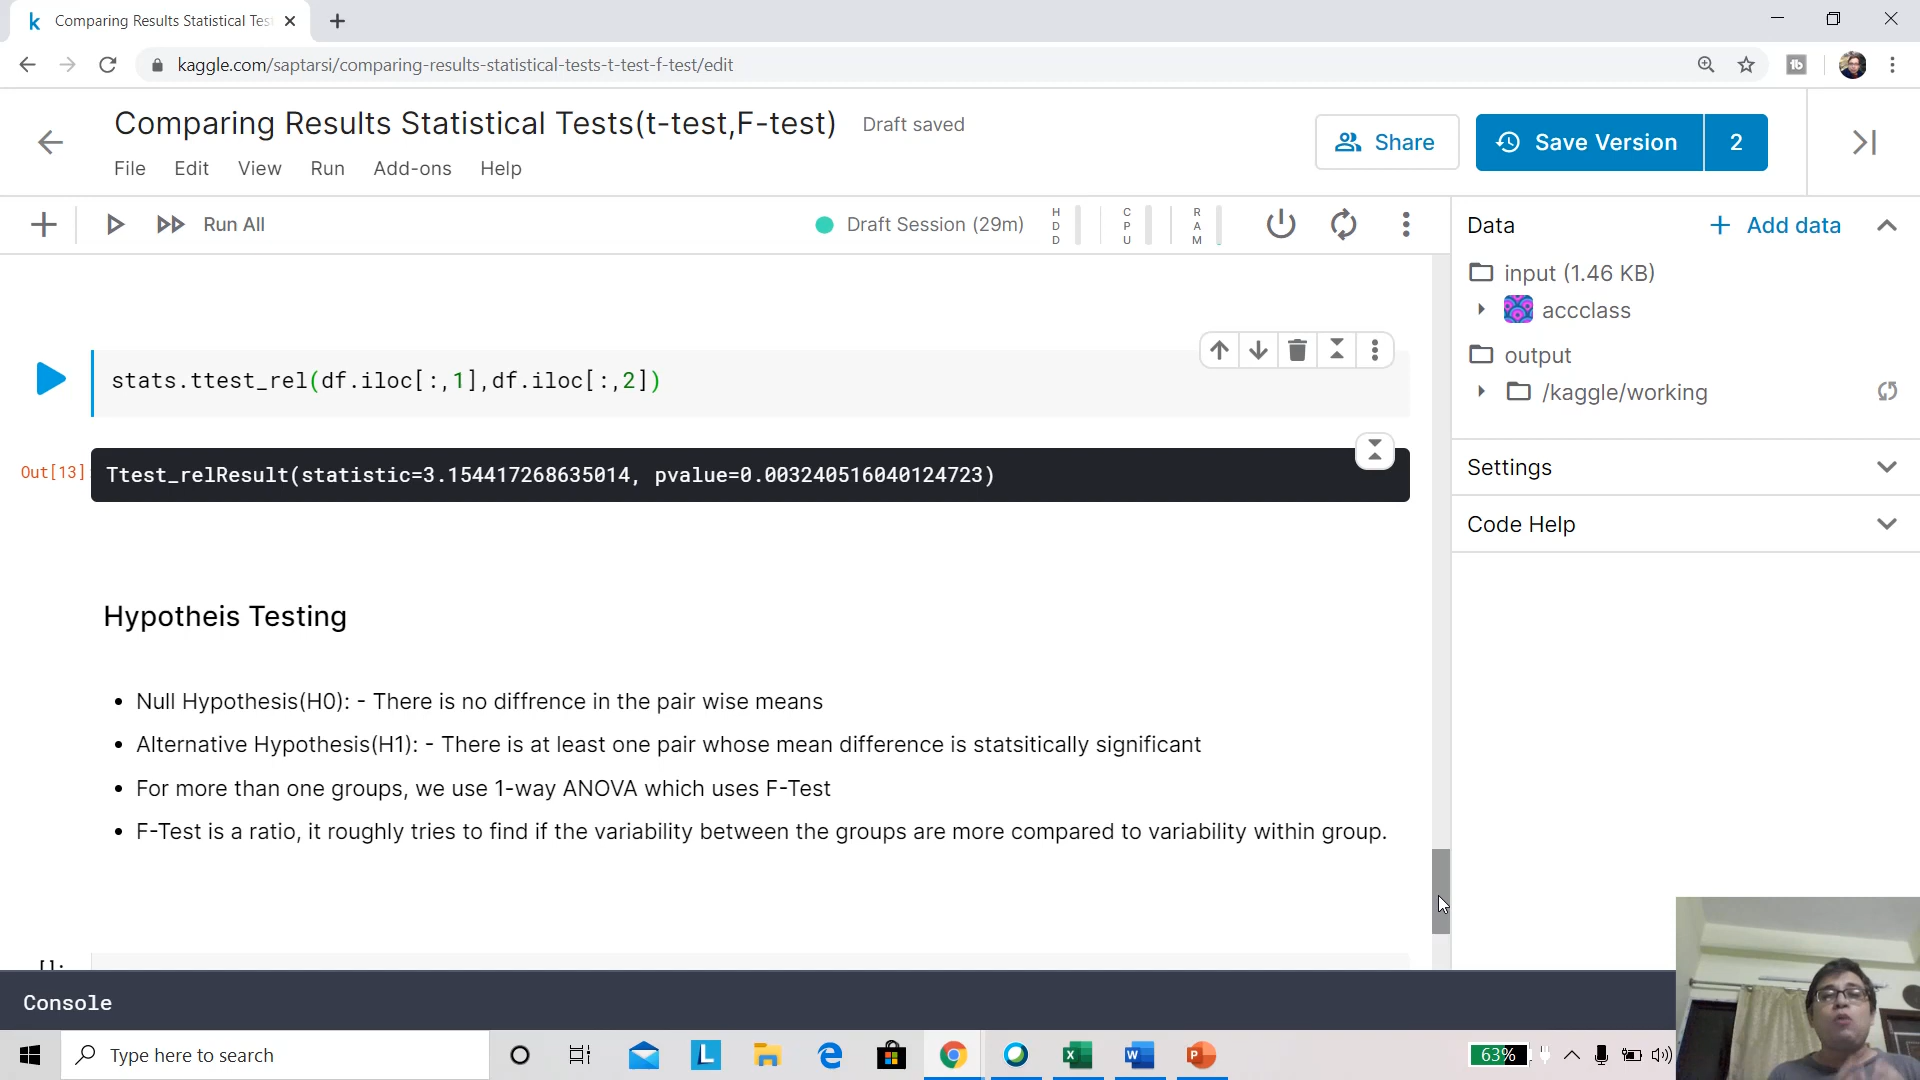 Comparing Results Statistical Tes
kaggle.com/saptarsi/comparing-results-statistical-tests-t-test-f-test/edit
Comparing Results Statistical Tests(t-test,F-test)
Draft saved
File
Edit
View
Run
Add-ons
Help
Share
Save Version
2
Run All
Draft Session (29m)
HDD
CPU
RAM
Data
Add data
input (1.46 KB)
accclass
output
/kaggle/working
Settings
Code Help
stats.ttest_rel(df.iloc[:,1],df.iloc[:,2])
Out[13]
Ttest_relResult(statistic=3.154417268635014, pvalue=0.003240516040124723)
Hypotheis Testing
Null Hypothesis(H0): - There is no diffrence in the pair wise means
Alternative Hypothesis(H1): - There is at least one pair whose mean difference is statsitically significant
For more than one groups, we use 1-way ANOVA which uses F-Test
F-Test is a ratio, it roughly tries to find if the variability between the groups are more compared to variability within group.
[]:
Console
Type here to search
63%